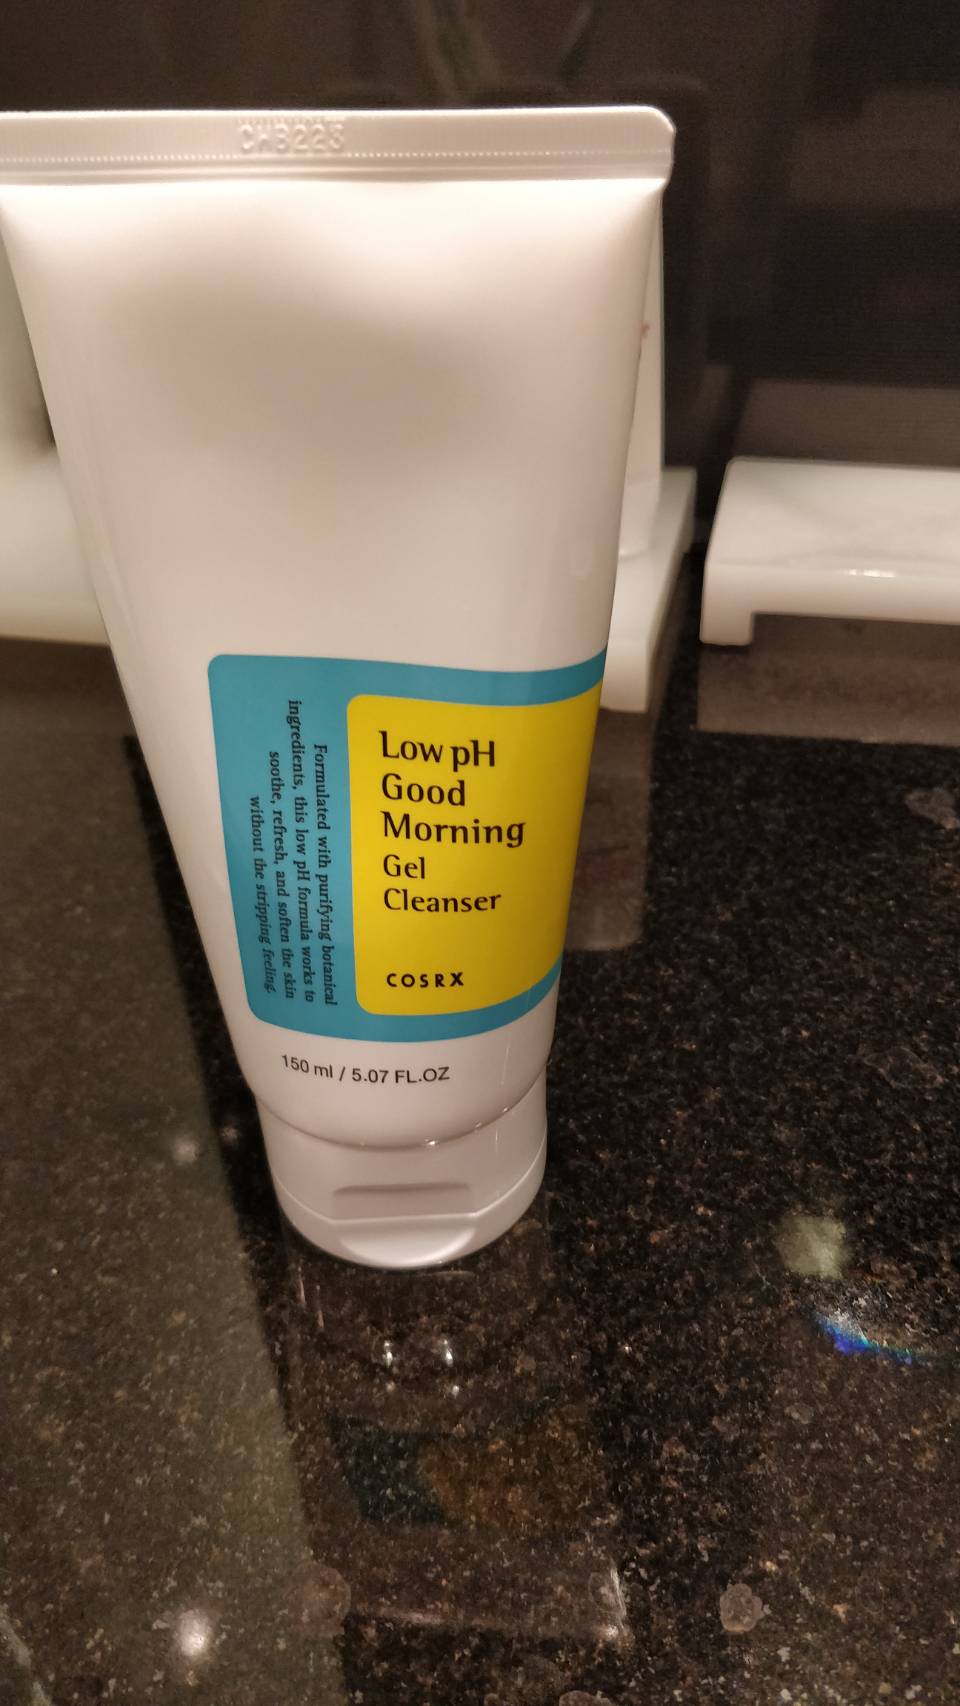 CHB223
Low pH
Good
Morning
Gel
Cleanser
COSRX
Formulated with purifying botanical
ingredients, this low pH formula works to
soothe, refresh, and soften the skin
without the stripping feeling.
150 ml / 5.07 FL.OZ